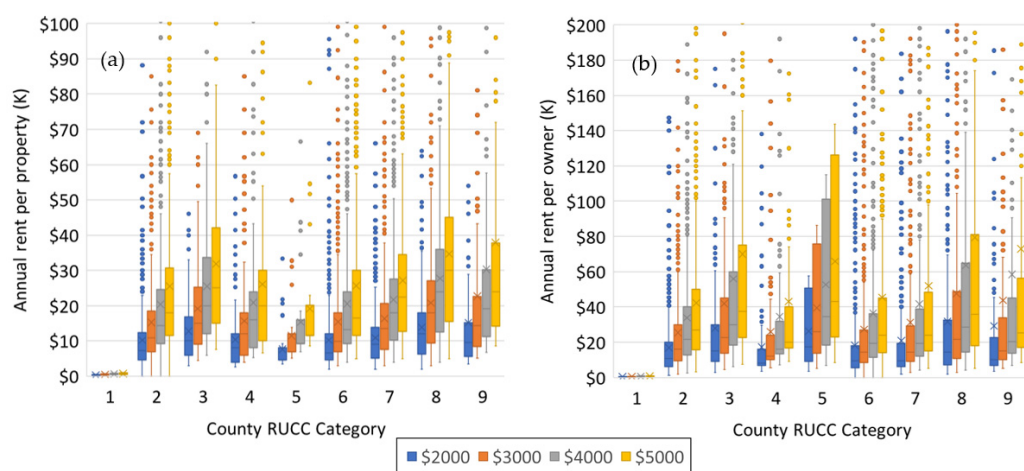 (a)
Annual rent per property (K)
$100
$90
$80
$70
$60
$50
$40
$30
$20
$10
$0
1 2 3 4 5 6 7 8 9
County RUCC Category
(b)
Annual rent per owner (K)
$200
$180
$160
$140
$120
$100
$80
$60
$40
$20
$0
1 2 3 4 5 6 7 8 9
County RUCC Category
$2000 $3000 $4000 $5000